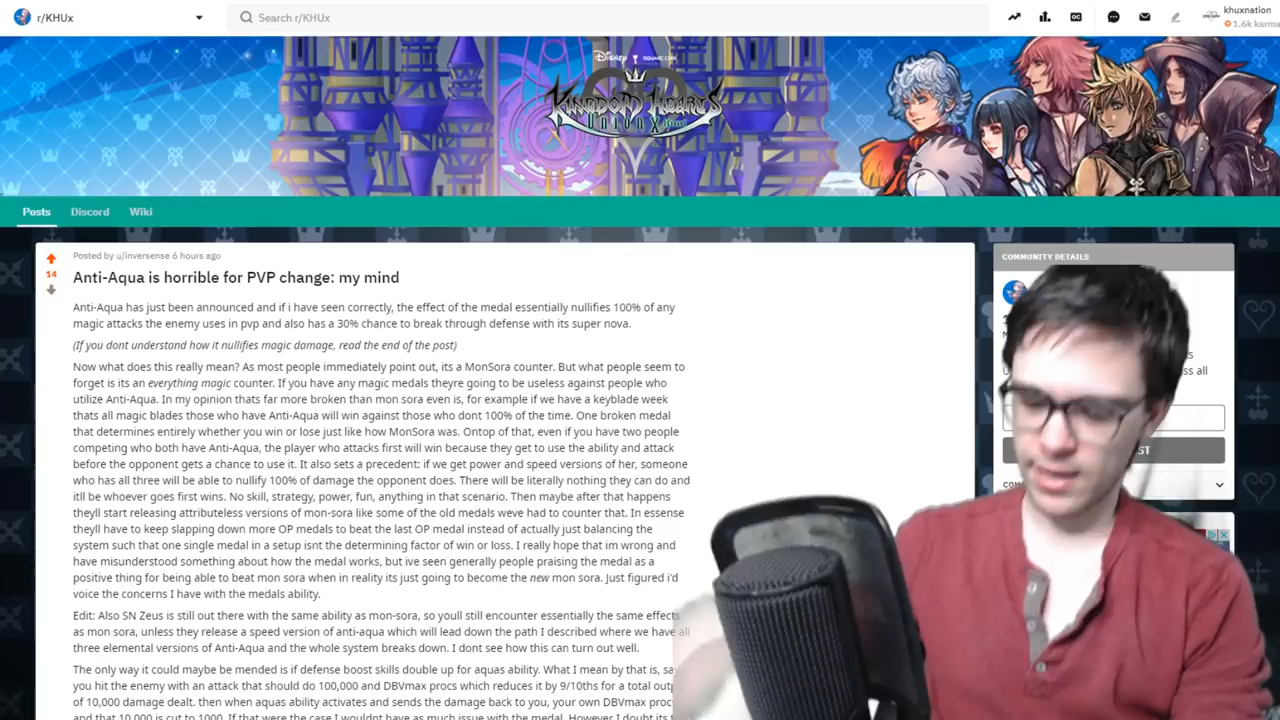 r/KHUx
Search r/KHUx
khuxnation
1.6k karma
Disney SQUARE ENIX
KINGDOM HEARTS
UNION X
Posts Discord Wiki
Posted by u/inversense 6 hours ago
14
Anti-Aqua is horrible for PVP change: my mind
Anti-Aqua has just been announced and if i have seen correctly, the effect of the medal essentially nullifies 100% of any
magic attacks the enemy uses in pvp and also has a 30% chance to break through defense with its super nova.
(If you dont understand how it nullifies magic damage, read the end of the post)
Now what does this really mean? As most people immediately point out, its a MonSora counter. But what people seem to
forget is its an everything magic counter. If you have any magic medals theyre going to be useless against people who
utilize Anti-Aqua. In my opinion thats far more broken than mon sora even is, for example if we have a keyblade week
thats all magic blades those who have Anti-Aqua will win against those who dont 100% of the time. One broken medal
that determines entirely whether you win or lose just like how MonSora was. Ontop of that, even if you have two people
competing who both have Anti-Aqua, the player who attacks first will win because they get to use the ability and attack
before the opponent gets a chance to use it. It also sets a precedent: if we get power and speed versions of her, someone
who has all three will be able to nullify 100% of damage the opponent does. There will be literally nothing they can do and
itll be whoever goes first wins. No skill, strategy, power, fun, anything in that scenario. Then maybe after that happens
theyll start releasing attributeless versions of mon-sora like some of the old medals weve had to counter that. In essense
theyll have to keep slapping down more OP medals to beat the last OP medal instead of actually just balancing the
system such that one single medal in a setup isnt the determining factor of win or loss. I really hope that im wrong and
have misunderstood something about how the medal works, but ive seen generally people praising the medal as a
positive thing for being able to beat mon sora when in reality its just going to become the new mon sora. Just figured i'd
voice the concerns I have with the medals ability.
Edit: Also SN Zeus is still out there with the same ability as mon-sora, so youll still encounter essentially the same effects
as mon sora, unless they release a speed version of anti-aqua which will lead down the path I described where we have all
three elemental versions of Anti-Aqua and the whole system breaks down. I dont see how this can turn out well.
The only way it could maybe be mended is if defense boost skills double up for aquas ability. What I mean by that is, sa
you hit the enemy with an attack that should do 100,000 and DBVmax procs which reduces it by 9/10ths for a total outp
of 10,000 damage dealt. then when aquas ability activates and sends the damage back to you, your own DBVmax proc
and that 10,000 is cut to 1000. If that were the case I wouldnt have as much issue with the medal. However I doubt its
COMMUNITY DETAILS